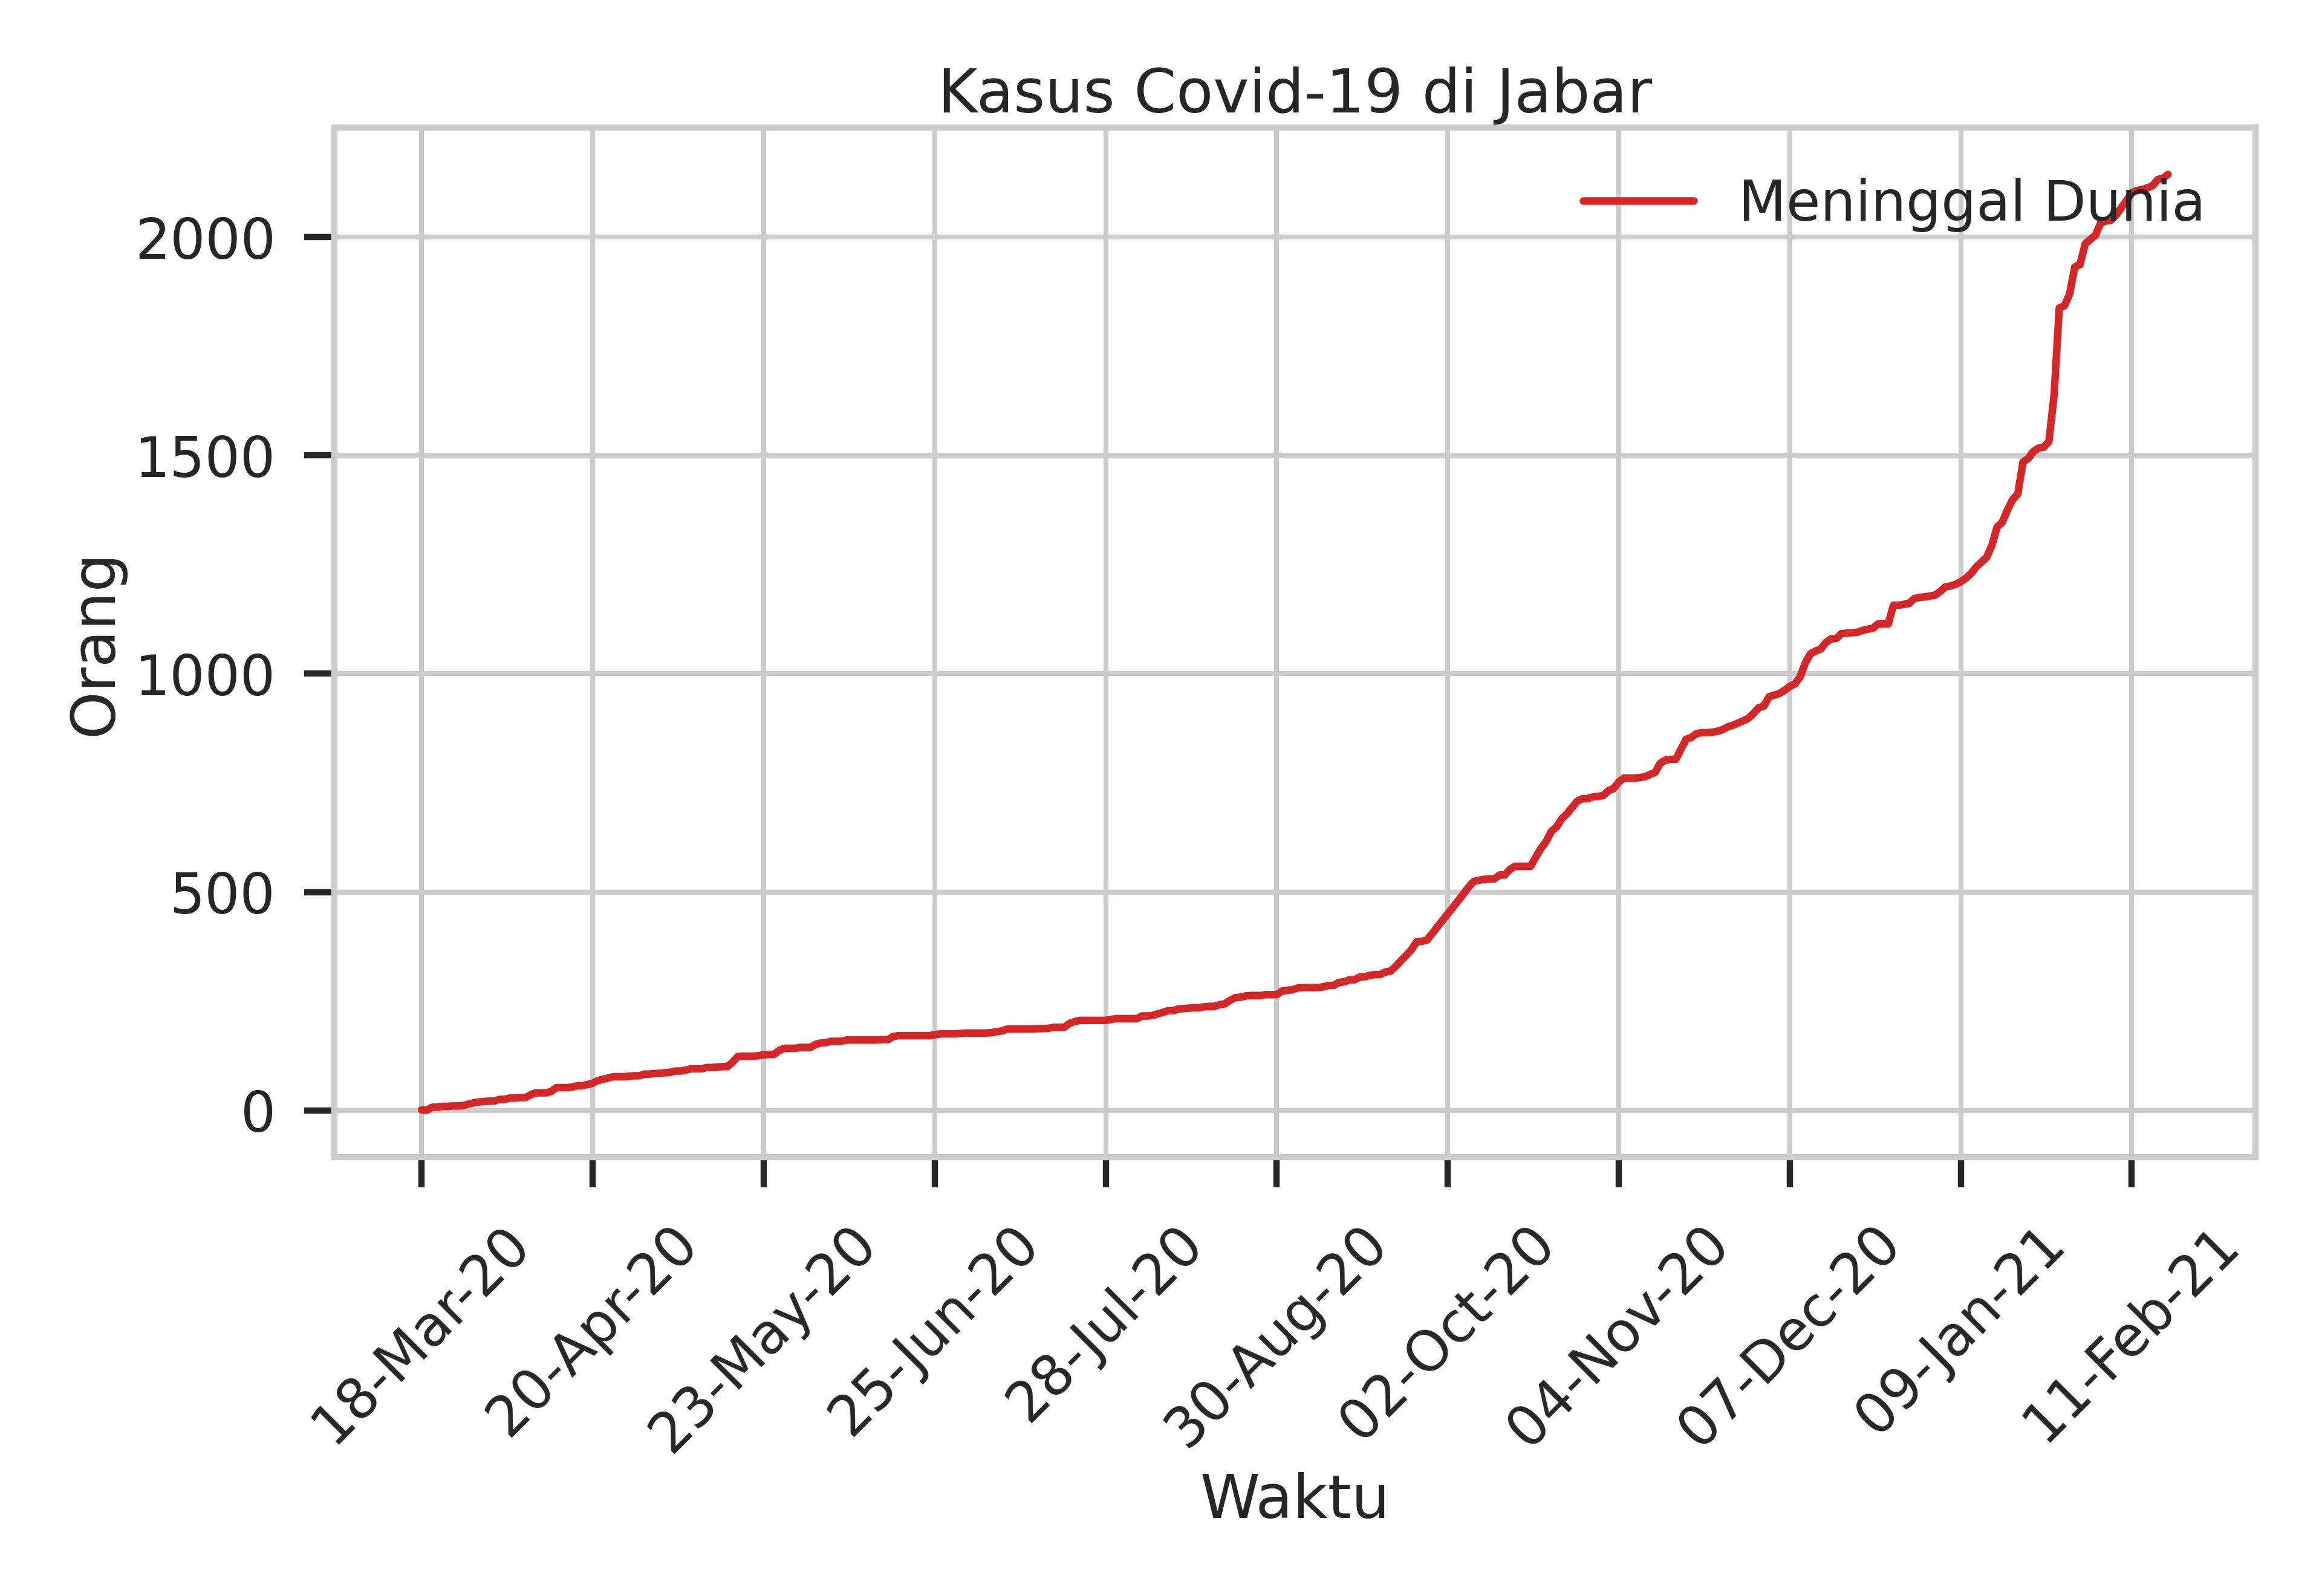 Kasus Covid-19 di Jabar
Meninggal Dunia
Orang
2000
1500
1000
500
0
18-Mar-20
20-Apr-20
23-May-20
25-Jun-20
28-Jul-20
30-Aug-20
02-Oct-20
04-Nov-20
07-Dec-20
09-Jan-21
11-Feb-21
Waktu